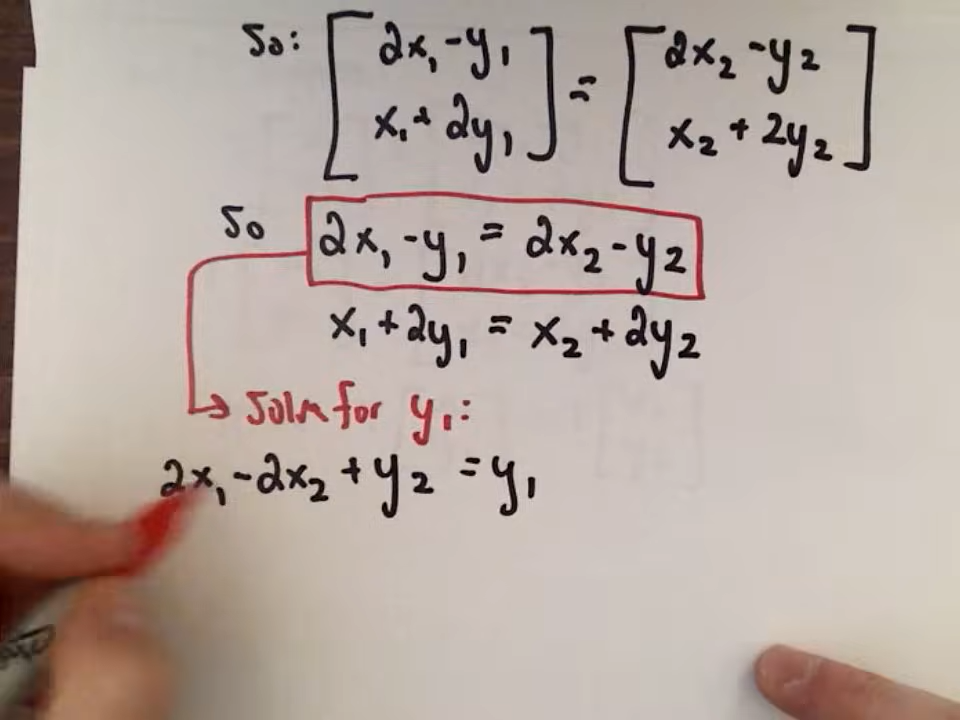 So: [ 2x₁ - y₁ ] = [ 2x₂ - y₂ ]
[ x₁ + 2y₁ ] [ x₂ + 2y₂ ]
So 2x₁ - y₁ = 2x₂ - y₂
x₁ + 2y₁ = x₂ + 2y₂
→ Solve for y₁:
2x₁ - 2x₂ + y₂ = y₁